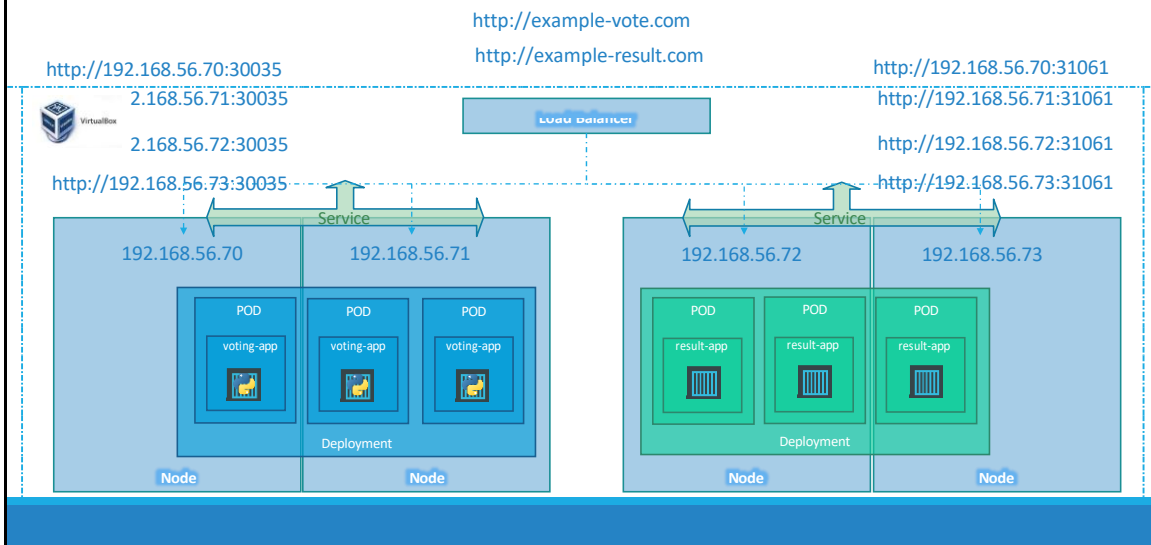 http://example-vote.com
http://example-result.com
http://192.168.56.70:30035
2.168.56.71:30035
2.168.56.72:30035
http://192.168.56.73:30035
http://192.168.56.70:31061
http://192.168.56.71:31061
http://192.168.56.72:31061
http://192.168.56.73:31061
VirtualBox
Load Balancer
Service
Service
192.168.56.70
192.168.56.71
192.168.56.72
192.168.56.73
POD
POD
POD
voting-app
voting-app
voting-app
Deployment
POD
POD
POD
result-app
result-app
result-app
Deployment
Node
Node
Node
Node